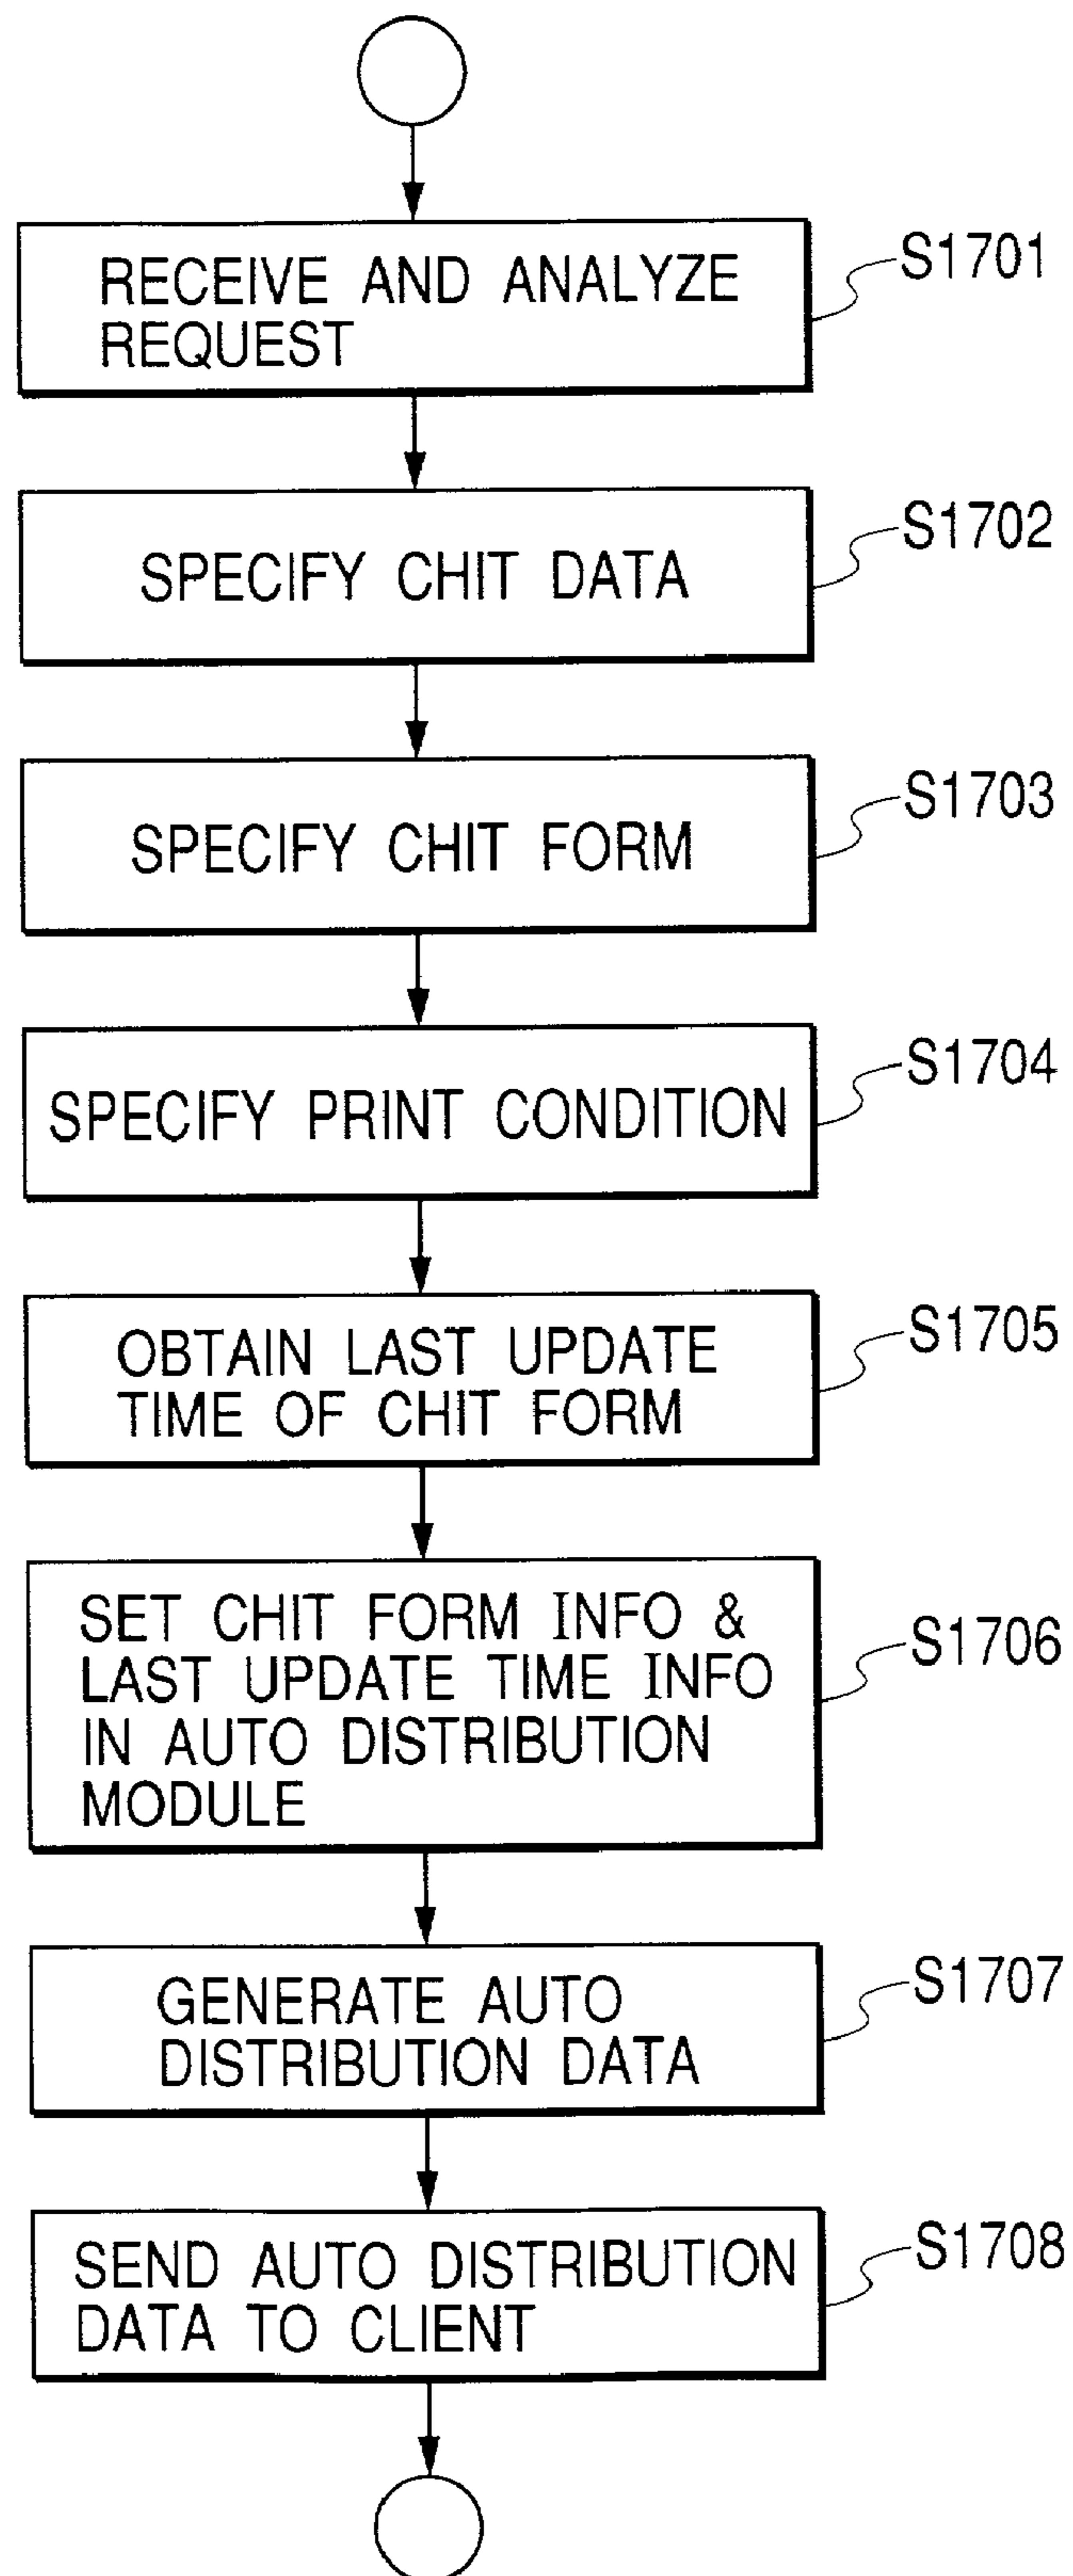 RECEIVE AND ANALYZE
REQUEST
S1701
SPECIFY CHIT DATA
S1702
SPECIFY CHIT FORM
S1703
SPECIFY PRINT CONDITION
S1704
OBTAIN LAST UPDATE
TIME OF CHIT FORM
S1705
SET CHIT FORM INFO &
LAST UPDATE TIME INFO
IN AUTO DISTRIBUTION
MODULE
S1706
GENERATE AUTO
DISTRIBUTION DATA
S1707
SEND AUTO DISTRIBUTION
DATA TO CLIENT
S1708